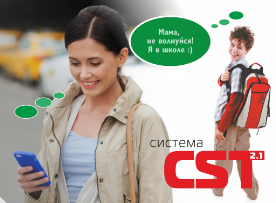 Мама,
не волнуйся!
Я в школе :)
система
CST 2.1